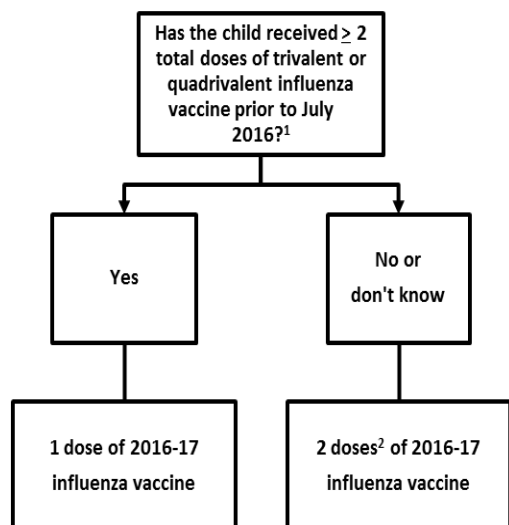 Has the child received ≥ 2
total doses of trivalent or
quadrivalent influenza
vaccine prior to July
2016?¹
Yes
No or
don't know
1 dose of 2016-17
influenza vaccine
2 doses² of 2016-17
influenza vaccine